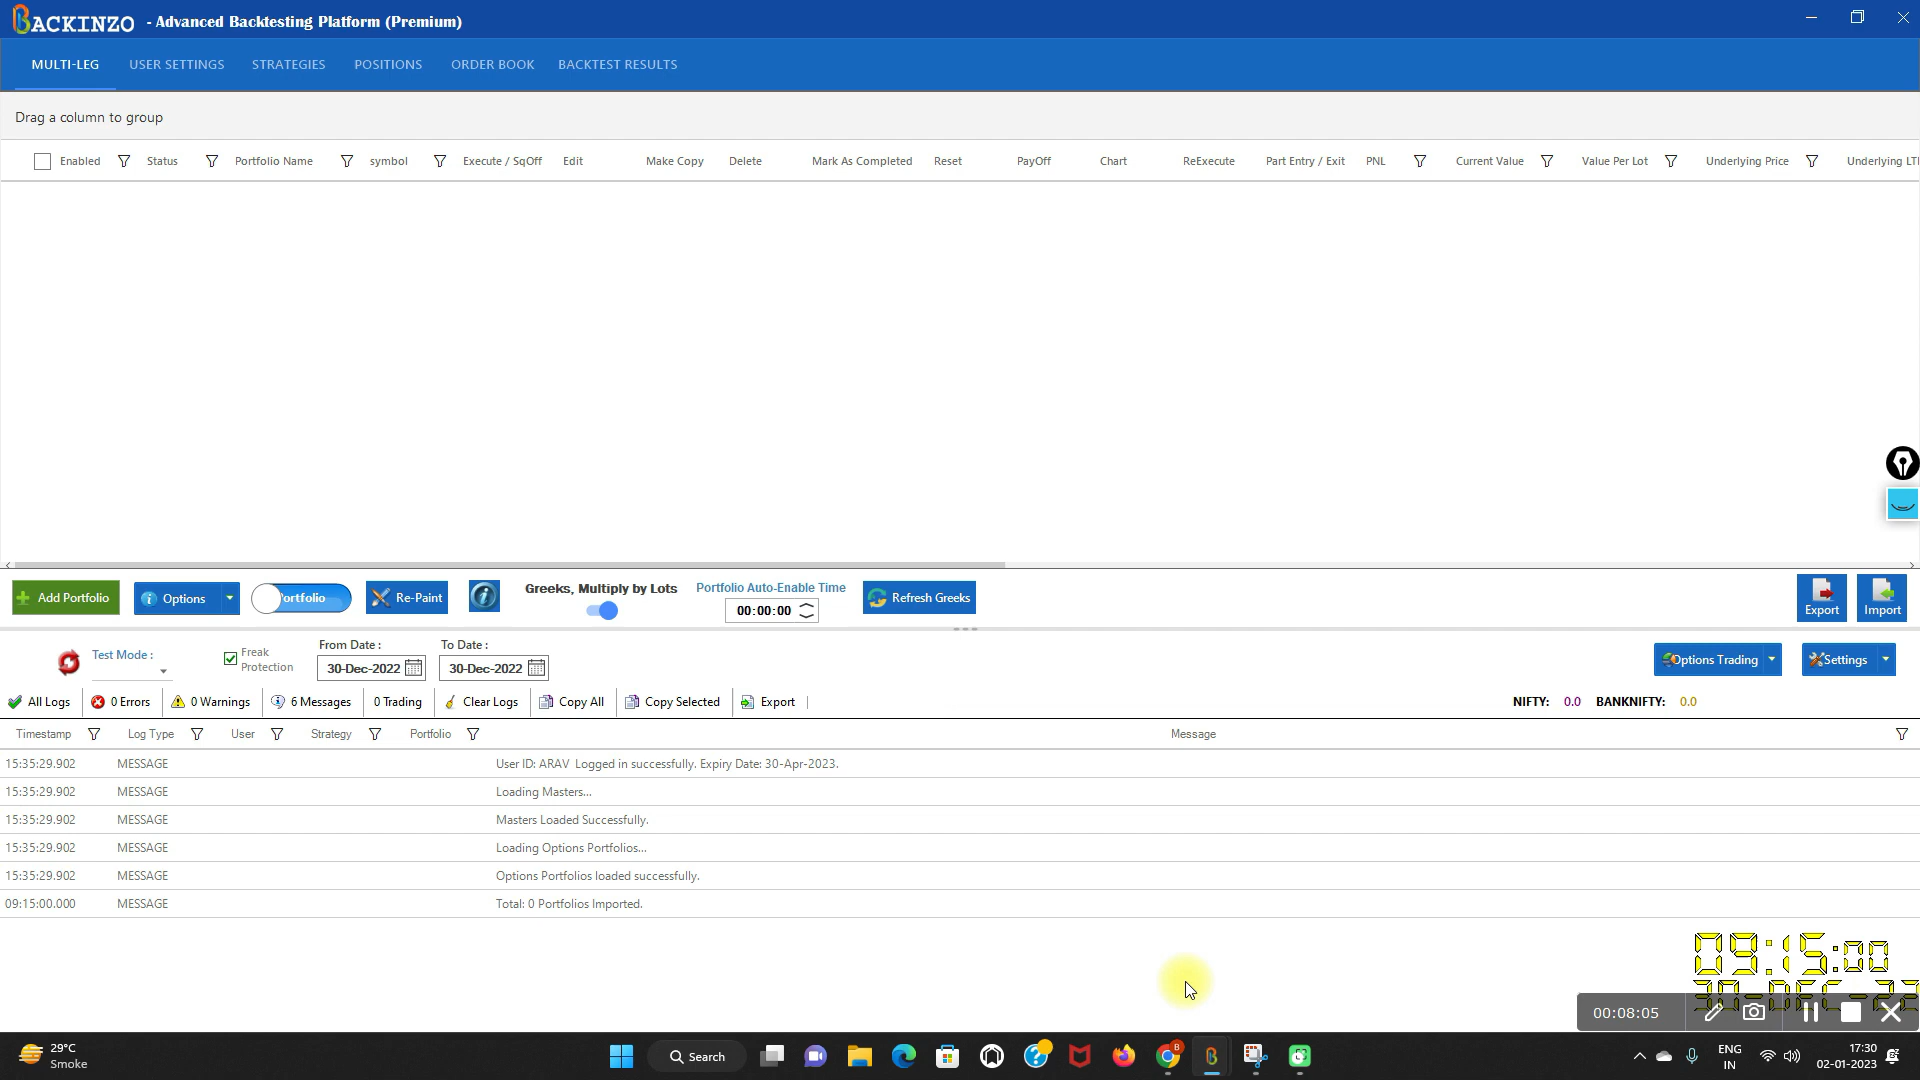 BACKINZO - Advanced Backtesting Platform (Premium)
MULTI-LEG USER SETTINGS STRATEGIES POSITIONS ORDER BOOK BACKTEST RESULTS
Drag a column to group
Enabled Status Portfolio Name symbol Execute / SqOff Edit Make Copy Delete Mark As Completed Reset PayOff Chart ReExecute Part Entry / Exit PNL Current Value Value Per Lot Underlying Price Underlying LT
Add Portfolio Options ortfolio Re-Paint Greeks, Multiply by Lots Portfolio Auto-Enable Time Refresh Greeks Export Import
00:00:00
Test Mode : Freak Protection From Date : To Date :
30-Dec-2022 30-Dec-2022 Options Trading Settings
All Logs 0 Errors 0 Warnings 6 Messages 0 Trading Clear Logs Copy All Copy Selected Export NIFTY: 0.0 BANKNIFTY: 0.0
Timestamp Log Type User Strategy Portfolio Message
15:35:29.902 MESSAGE User ID: ARAV Logged in successfully. Expiry Date: 30-Apr-2023.
15:35:29.902 MESSAGE Loading Masters...
15:35:29.902 MESSAGE Masters Loaded Successfully.
15:35:29.902 MESSAGE Loading Options Portfolios...
15:35:29.902 MESSAGE Options Portfolios loaded successfully.
09:15:00.000 MESSAGE Total: 0 Portfolios Imported.
09:15:00
30-DEC-22
00:08:05
29°C
Smoke
Search
ENG
IN
17:30
02-01-2023